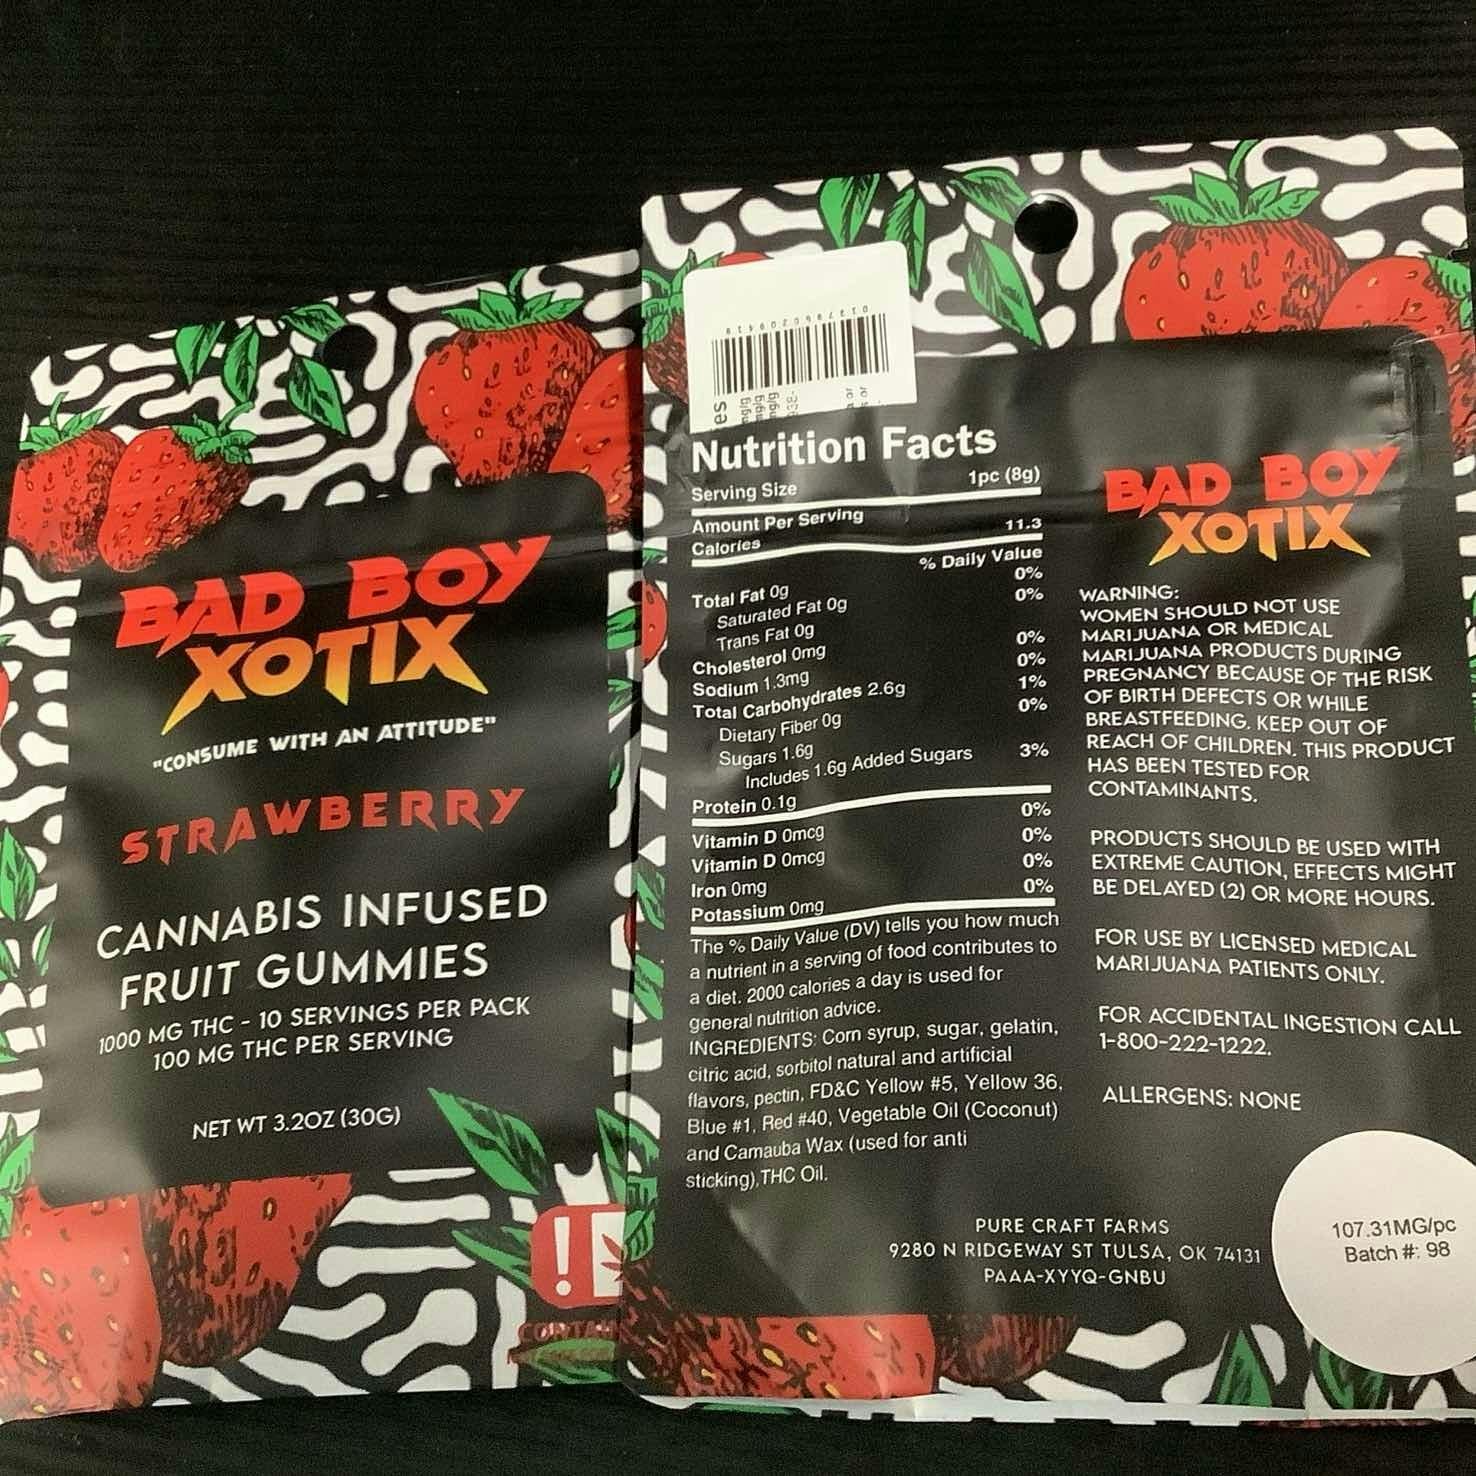 BAD BOY
XOTIX
"CONSUME WITH AN ATTITUDE"
STRAWBERRY
CANNABIS INFUSED
FRUIT GUMMIES
1000 MG THC - 10 SERVINGS PER PACK
100 MG THC PER SERVING
NET WT 3.2OZ (30G)
!
Nutrition Facts
Serving Size 1pc (8g)
Amount Per Serving
Calories 11.3
% Daily Value
Total Fat 0g 0%
Saturated Fat 0g 0%
Trans Fat 0g
Cholesterol 0mg 0%
Sodium 1.3mg 0%
Total Carbohydrates 2.6g 1%
Dietary Fiber 0g 0%
Sugars 1.6g
Includes 1.6g Added Sugars 3%
Protein 0.1g
Vitamin D 0mcg 0%
Vitamin D 0mcg 0%
Iron 0mg 0%
Potassium 0mg 0%
The % Daily Value (DV) tells you how much
a nutrient in a serving of food contributes to
a diet. 2000 calories a day is used for
general nutrition advice.
INGREDIENTS: Corn syrup, sugar, gelatin,
citric acid, sorbitol natural and artificial
flavors, pectin, FD&C Yellow #5, Yellow 36,
Blue #1, Red #40, Vegetable Oil (Coconut)
and Carnauba Wax (used for anti
sticking),THC Oil.
BAD BOY
XOTIX
WARNING:
WOMEN SHOULD NOT USE
MARIJUANA OR MEDICAL
MARIJUANA PRODUCTS DURING
PREGNANCY BECAUSE OF THE RISK
OF BIRTH DEFECTS OR WHILE
BREASTFEEDING. KEEP OUT OF
REACH OF CHILDREN. THIS PRODUCT
HAS BEEN TESTED FOR
CONTAMINANTS.
PRODUCTS SHOULD BE USED WITH
EXTREME CAUTION, EFFECTS MIGHT
BE DELAYED (2) OR MORE HOURS.
FOR USE BY LICENSED MEDICAL
MARIJUANA PATIENTS ONLY.
FOR ACCIDENTAL INGESTION CALL
1-800-222-1222.
ALLERGENS: NONE
PURE CRAFT FARMS
9280 N RIDGEWAY ST TULSA, OK 74131
PAAA-XYYQ-GNBU
107.31MG/pc
Batch #: 98